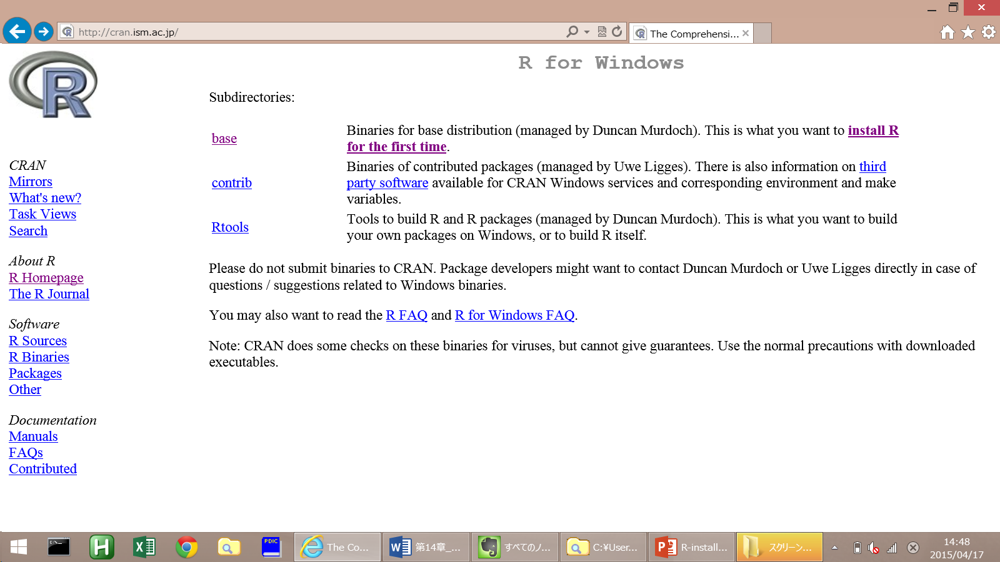 http://cran.ism.ac.jp/
The Comprehensi...
R
R for Windows
Subdirectories:
base
Binaries for base distribution (managed by Duncan Murdoch). This is what you want to install R
for the first time.
contrib
Binaries of contributed packages (managed by Uwe Ligges). There is also information on third
party software available for CRAN Windows services and corresponding environment and make
variables.
Rtools
Tools to build R and R packages (managed by Duncan Murdoch). This is what you want to build
your own packages on Windows, or to build R itself.
Please do not submit binaries to CRAN. Package developers might want to contact Duncan Murdoch or Uwe Ligges directly in case of
questions / suggestions related to Windows binaries.
You may also want to read the R FAQ and R for Windows FAQ.
Note: CRAN does some checks on these binaries for viruses, but cannot give guarantees. Use the normal precautions with downloaded
executables.
CRAN
Mirrors
What's new?
Task Views
Search
About R
R Homepage
The R Journal
Software
R Sources
R Binaries
Packages
Other
Documentation
Manuals
FAQs
Contributed
C:\_
H
X
PDIC
The Co...
W
第14章_...
すべてのノ...
C:¥User...
P
R-install...
スクリーン...
14:48
2015/04/17